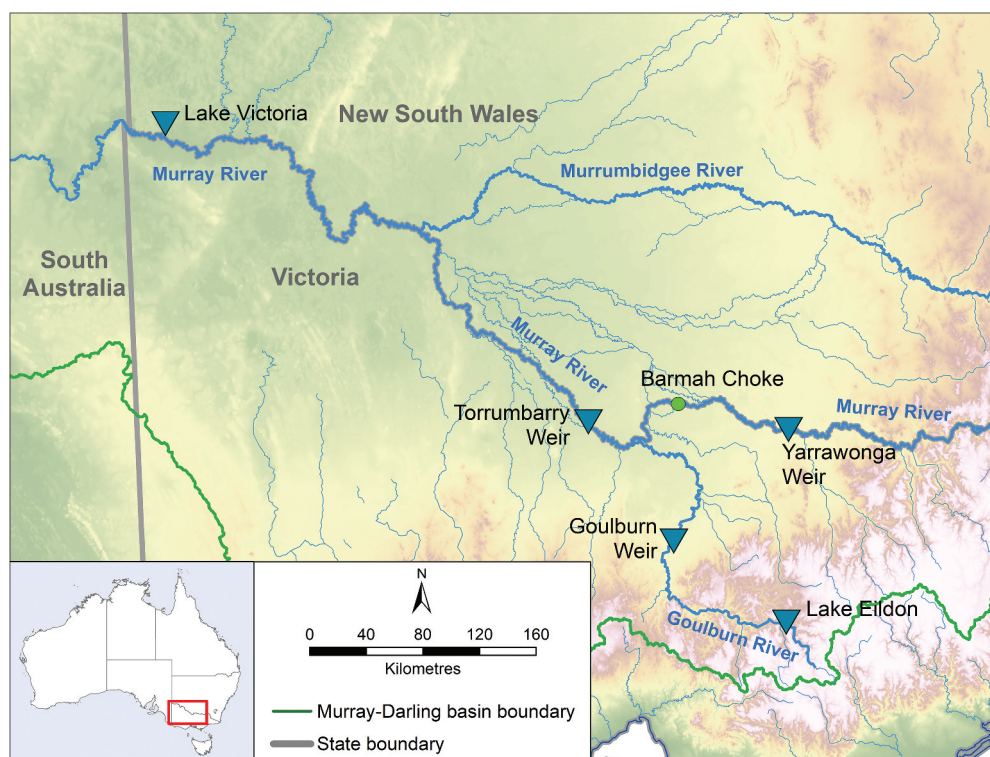 Lake Victoria
New South Wales
Murray River
Murrumbidgee River
South
Australia
Victoria
Murray River
Barmah Choke
Torrumbarry
Weir
Murray River
Yarrawonga
Weir
Goulburn
Weir
Lake Eildon
Goulburn River
N
0 40 80 120 160
Kilometres
Murray-Darling basin boundary
State boundary